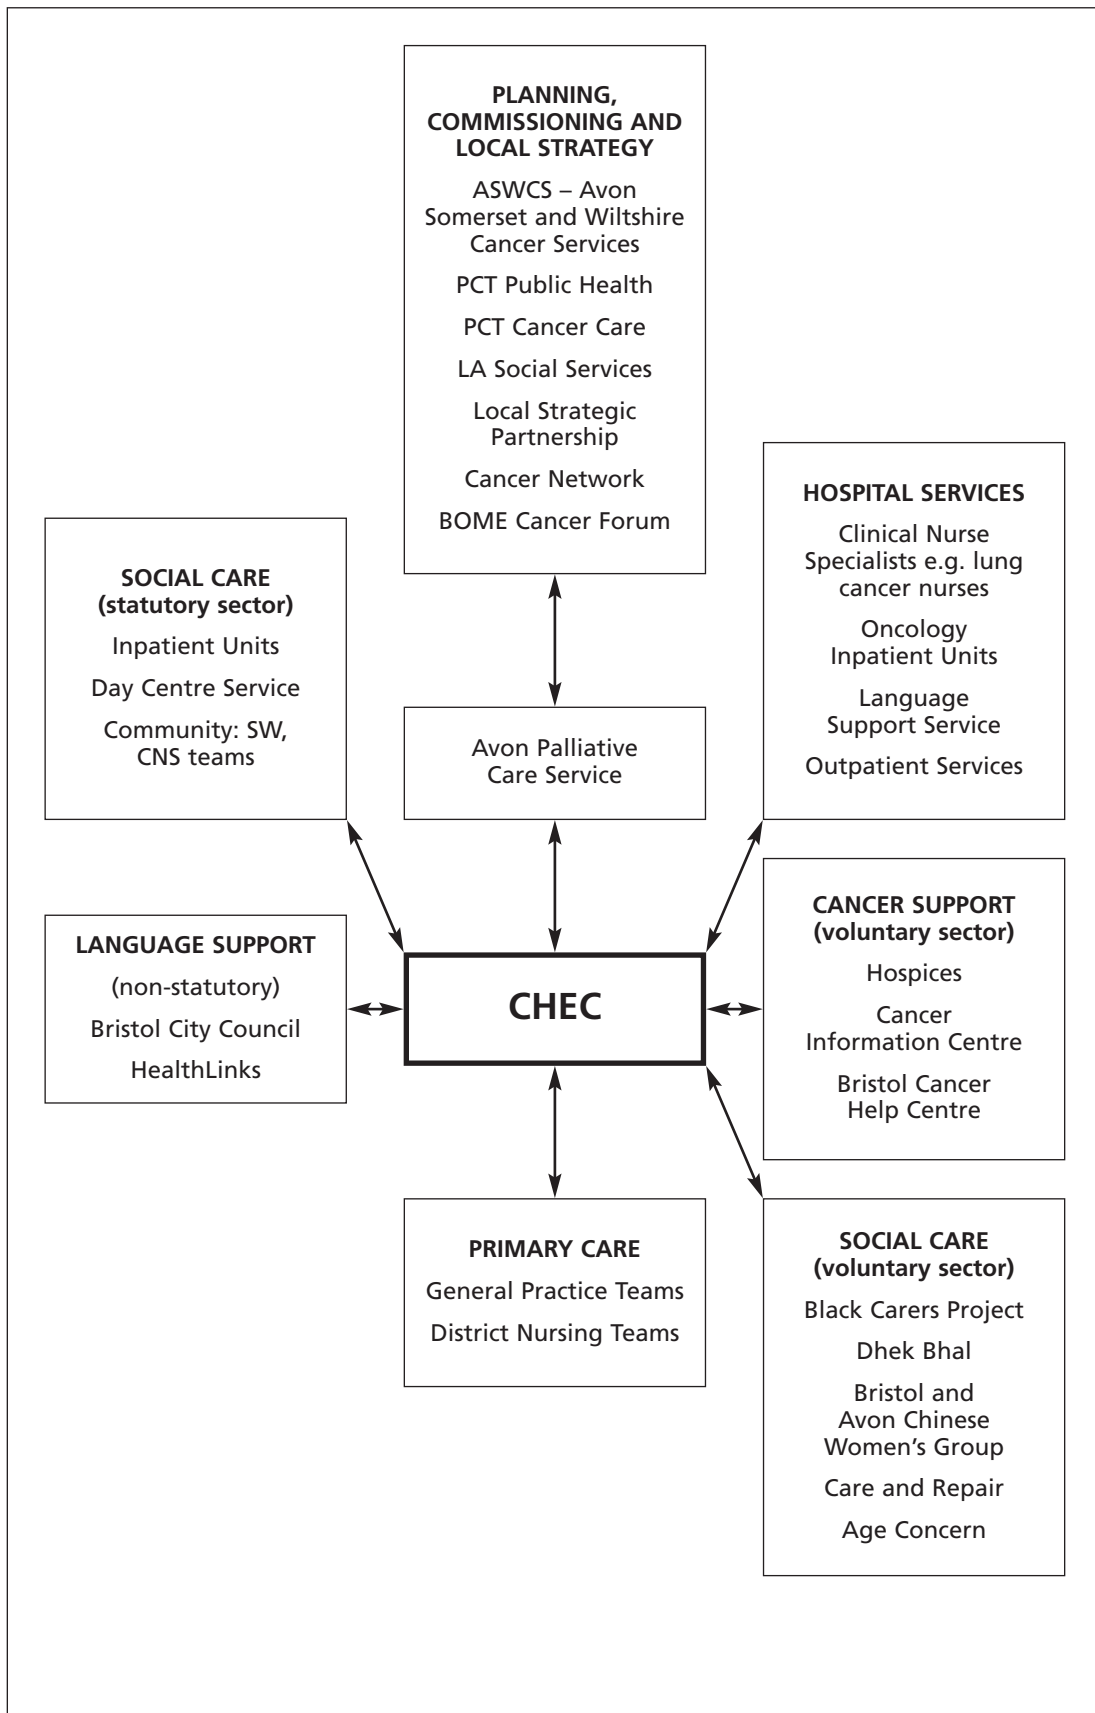 PLANNING,
COMMISSIONING AND
LOCAL STRATEGY
ASWCS – Avon
Somerset and Wiltshire
Cancer Services
PCT Public Health
PCT Cancer Care
LA Social Services
Local Strategic
Partnership
Cancer Network
BOME Cancer Forum
HOSPITAL SERVICES
Clinical Nurse
Specialists e.g. lung
cancer nurses
Oncology
Inpatient Units
Language
Support Service
Outpatient Services
SOCIAL CARE
(statutory sector)
Inpatient Units
Day Centre Service
Community: SW,
CNS teams
Avon Palliative
Care Service
CANCER SUPPORT
(voluntary sector)
Hospices
Cancer
Information Centre
Bristol Cancer
Help Centre
LANGUAGE SUPPORT
(non-statutory)
Bristol City Council
HealthLinks
CHEC
PRIMARY CARE
General Practice Teams
District Nursing Teams
SOCIAL CARE
(voluntary sector)
Black Carers Project
Dhek Bhal
Bristol and
Avon Chinese
Women’s Group
Care and Repair
Age Concern